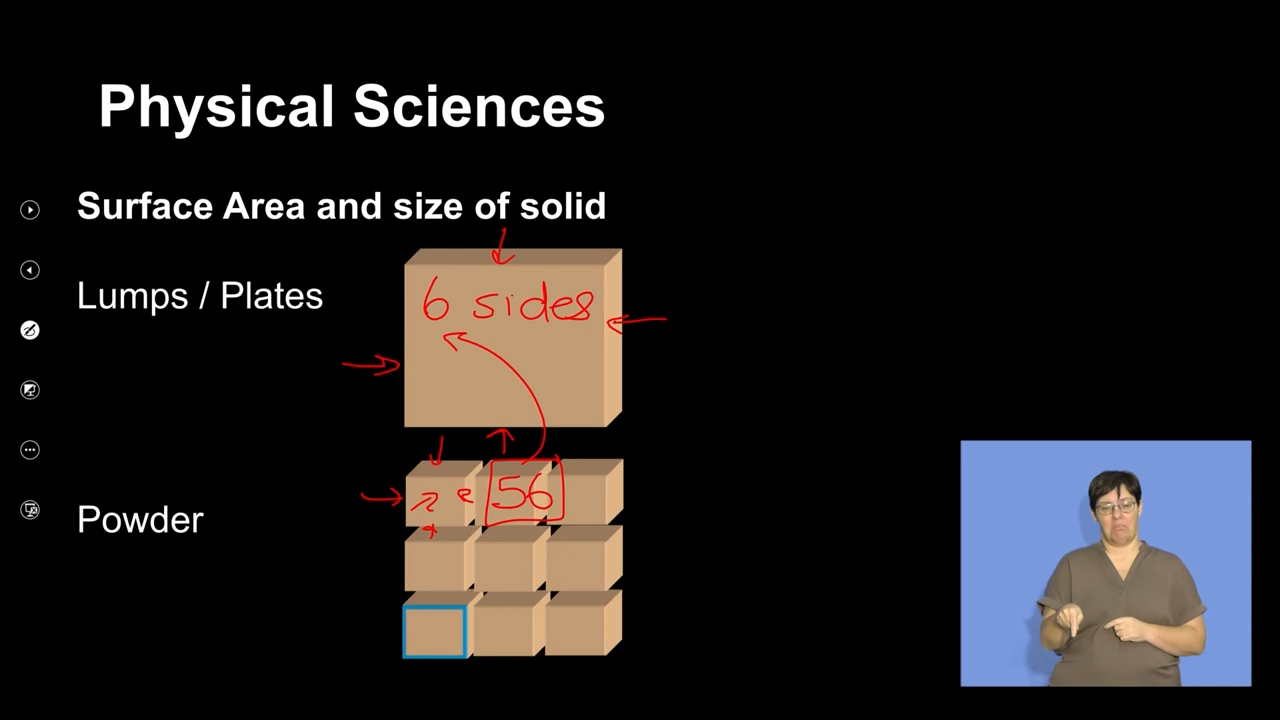 Physical Sciences
Surface Area and size of solid
Lumps / Plates
6 sides
56
Powder